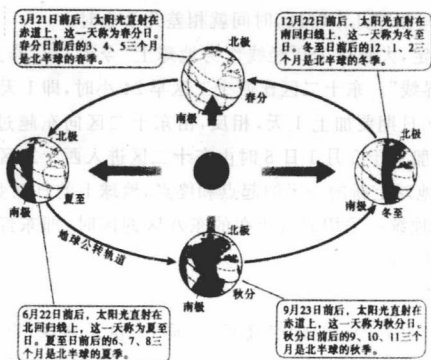 3月21日前后，太阳光直射在
赤道上，这一天称为春分日。
春分日前后的3、4、5三个月
是北半球的春季。
12月22日前后，太阳光直射在
南回归线上，这一天称为冬至
日。冬至日前后的12、1、2三
个月是北半球的冬季。
北极
南极
春分
北极
南极
夏至
北极
南极
冬至
地球公转轨道
北极
南极
秋分
6月22日前后，太阳光直射在
北回归线上，这一天称为夏至
日。夏至日前后的6、7、8三
个月是北半球的夏季。
9月23日前后，太阳光直射在
赤道上，这一天称为秋分日。
秋分日前后的9、10、11三个
月是北半球的秋季。